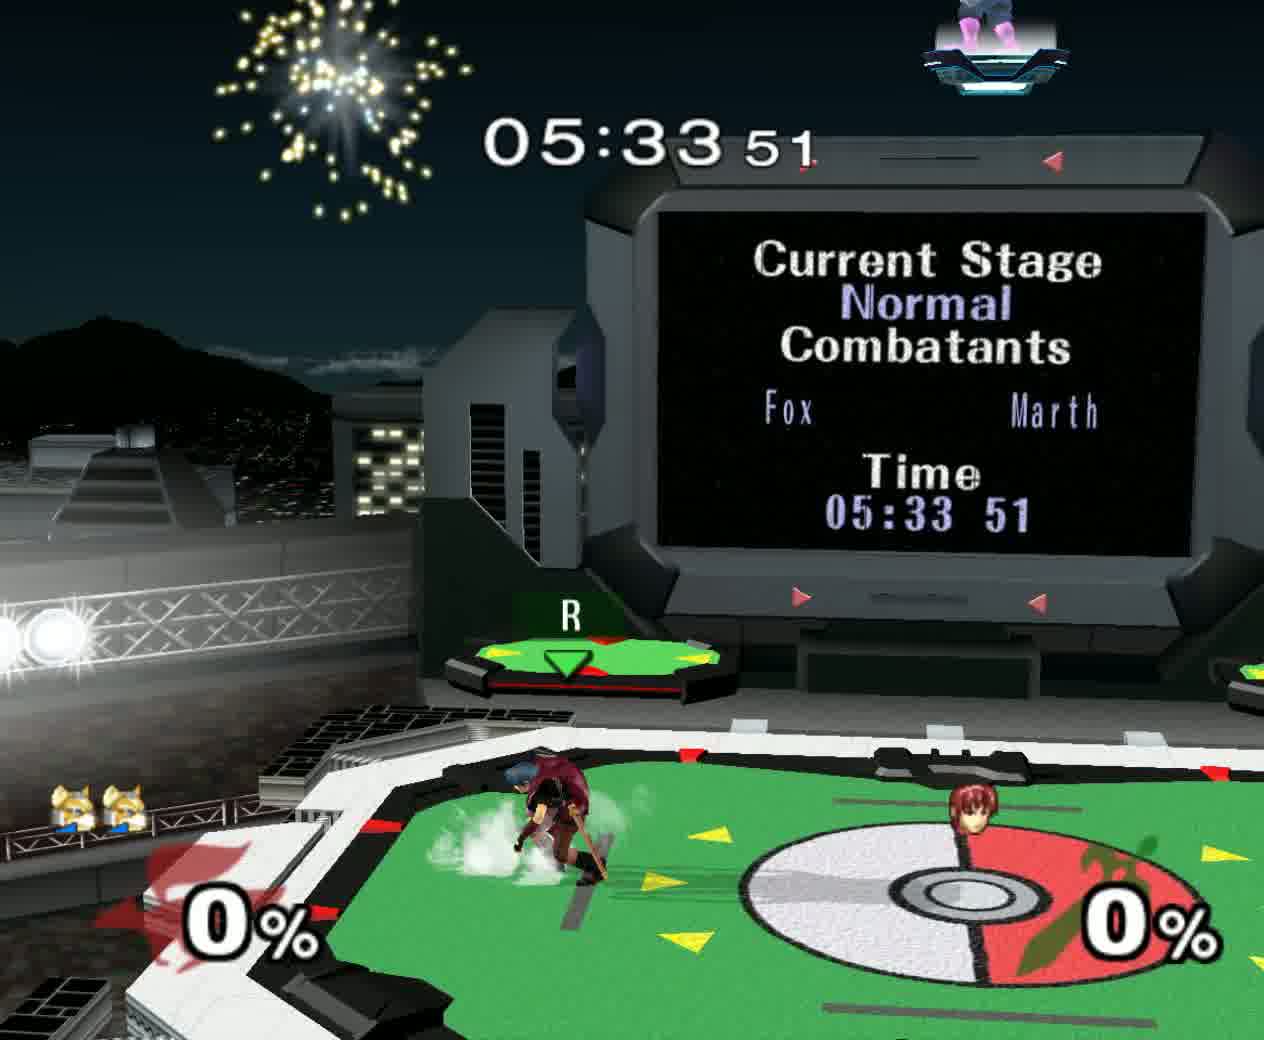 05:33 51
Current Stage
Normal
Combatants
Fox Marth
Time
05:33 51
R
0% 0%